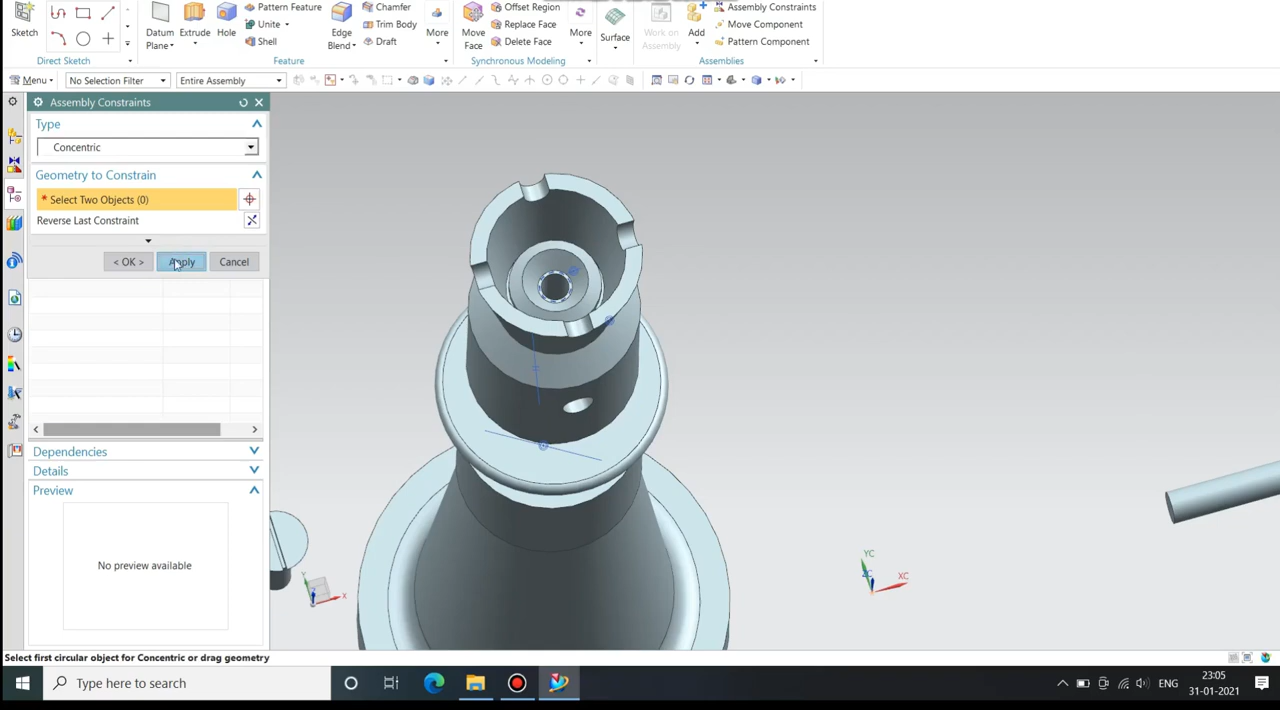 Pattern Feature
Chamfer
Offset Region
Assembly Constraints
Unite
Trim Body
Replace Face
Move Component
Sketch
Datum
Plane
Extrude
Hole
Shell
Edge
Blend
Draft
More
Move
Face
Delete Face
More
Surface
Work on
Assembly
Add
Pattern Component
Direct Sketch
Feature
Synchronous Modeling
Assemblies
Menu
No Selection Filter
Entire Assembly
Assembly Constraints
Type
Concentric
Geometry to Constrain
* Select Two Objects (0)
Reverse Last Constraint
< OK >
Apply
Cancel
Dependencies
Details
Preview
No preview available
Y
X
YC
ZC
XC
Select first circular object for Concentric or drag geometry
Type here to search
ENG
23:05
31-01-2021